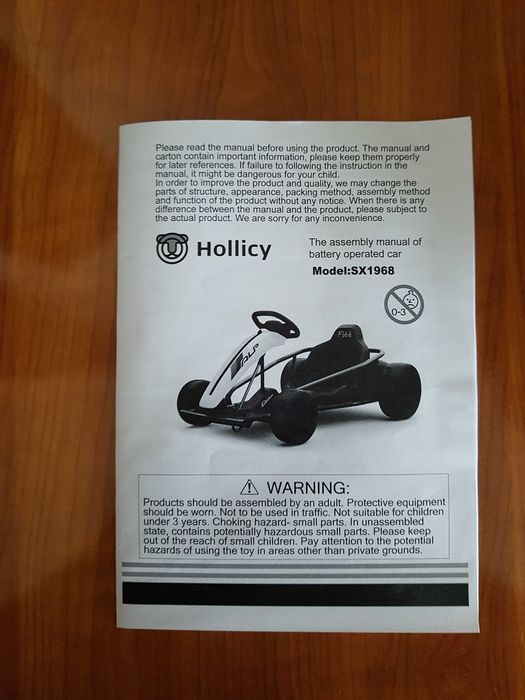 Please read the manual before using the product. The manual and
carton contain important information, please keep them properly
for later references. If failure to following the instruction in the
manual, it might be dangerous for your child.
In order to improve the product and quality, we may change the
parts of structure, appearance, packing method, assembly method
and function of the product without any notice. When there is any
difference between the manual and the product, please subject to
the actual product. We are sorry for any inconvenience.
Hollicy
The assembly manual of
battery operated car
Model:SX1968
0-3
WARNING:
Products should be assembled by an adult. Protective equipment
should be worn. Not to be used in traffic. Not suitable for children
under 3 years. Choking hazard- small parts. In unassembled
state, contains potentially hazardous small parts. Please keep
out of the reach of small children. Pay attention to the potential
hazards of using the toy in areas other than private grounds.